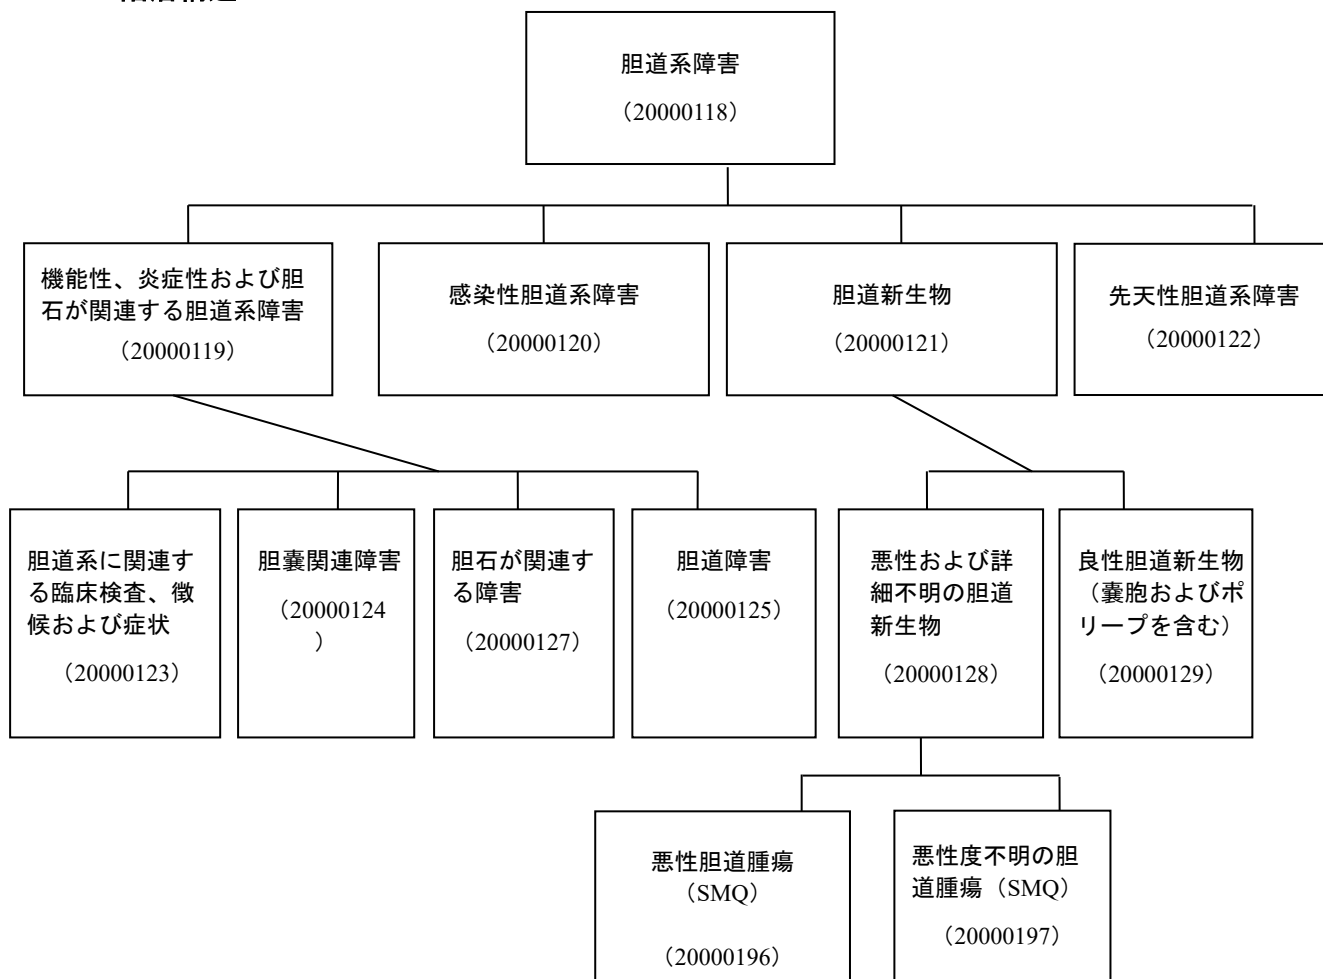 胆道系障害
（20000118）
機能性、炎症性および胆
石が関連する胆道系障害
（20000119）
感染性胆道系障害
（20000120）
胆道新生物
（20000121）
先天性胆道系障害
（20000122）
胆道系に関連す
る臨床検査、徴
候および症状
（20000123）
胆嚢関連障害
（20000124
）
胆石が関連す
る障害
（20000127）
胆道障害
（20000125）
悪性および詳
細不明の胆道
新生物
（20000128）
良性胆道新生物
（嚢胞およびポ
リープを含む）
（20000129）
悪性胆道腫瘍
（SMQ）
（20000196）
悪性度不明の胆
道腫瘍（SMQ）
（20000197）